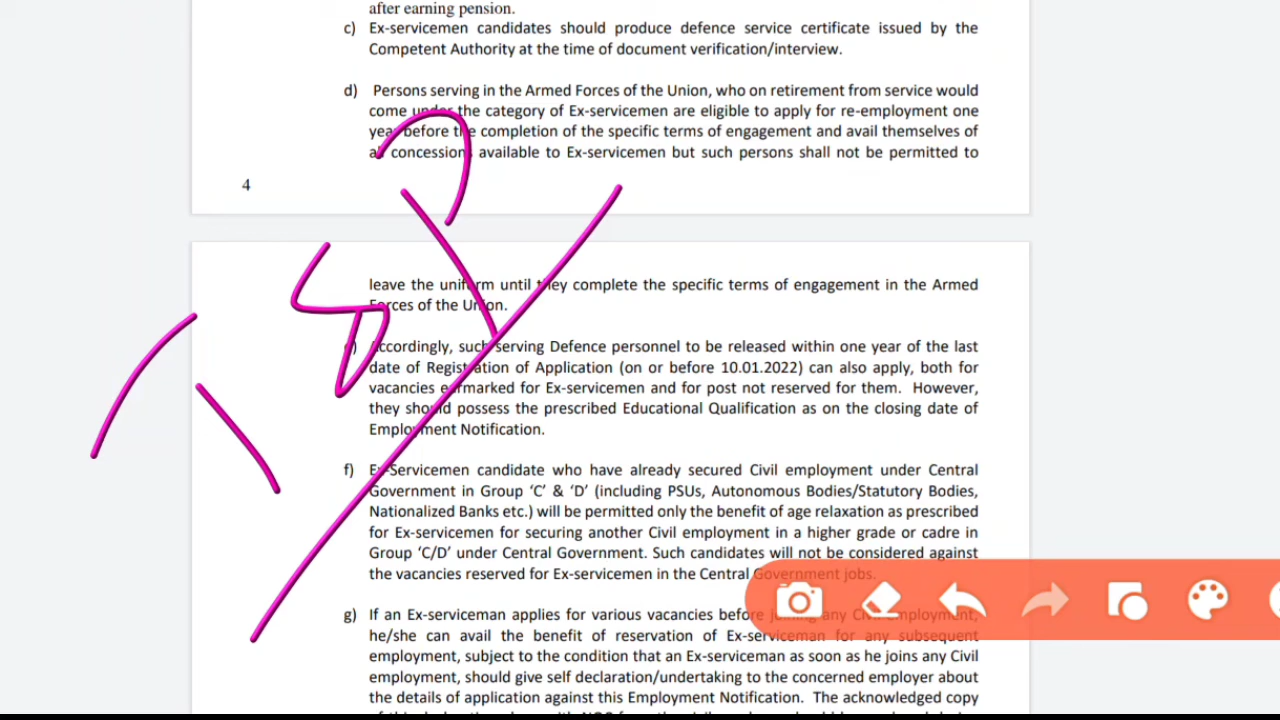 after earning pension.
c) Ex-servicemen candidates should produce defence service certificate issued by the
Competent Authority at the time of document verification/interview.
d) Persons serving in the Armed Forces of the Union, who on retirement from service would
come under the category of Ex-servicemen are eligible to apply for re-employment one
year before the completion of the specific terms of engagement and avail themselves of
all concessions available to Ex-servicemen but such persons shall not be permitted to
4
leave the uniform until they complete the specific terms of engagement in the Armed
Forces of the Union.
e) Accordingly, such serving Defence personnel to be released within one year of the last
date of Registration of Application (on or before 10.01.2022) can also apply, both for
vacancies earmarked for Ex-servicemen and for post not reserved for them. However,
they should possess the prescribed Educational Qualification as on the closing date of
Employment Notification.
f) Ex-Servicemen candidate who have already secured Civil employment under Central
Government in Group ‘C’ & ‘D’ (including PSUs, Autonomous Bodies/Statutory Bodies,
Nationalized Banks etc.) will be permitted only the benefit of age relaxation as prescribed
for Ex-servicemen for securing another Civil employment in a higher grade or cadre in
Group ‘C/D’ under Central Government. Such candidates will not be considered against
the vacancies reserved for Ex-servicemen in the Central Government jobs.
g) If an Ex-serviceman applies for various vacancies before joining any Civil employment,
he/she can avail the benefit of reservation of Ex-serviceman for any subsequent
employment, subject to the condition that an Ex-serviceman as soon as he joins any Civil
employment, should give self declaration/undertaking to the concerned employer about
the details of application against this Employment Notification. The acknowledged copy